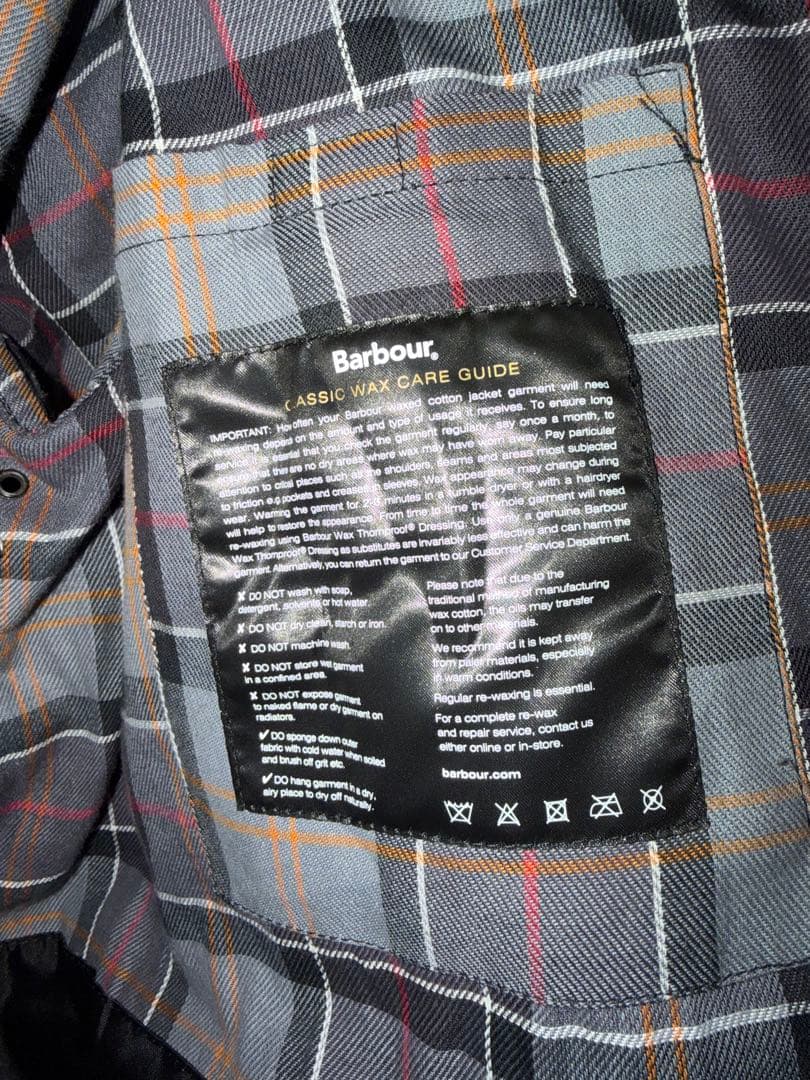 Barbour®
CLASSIC WAX CARE GUIDE
IMPORTANT: How often your Barbour waxed cotton jacket garment will need
rewaxing depends on the amount and type of usage it receives. To ensure long
service it is essential that you check the garment regularly, say once a month, to
ensure that there are no dry areas where wax may have worn away. Pay particular
attention to critical places such as the shoulders, seams and areas most subjected
to friction e.g. pockets and creases in sleeves. Wax appearance may change during
wear. Warming the garment for minutes in a tumble dryer or with a hairdryer
will help to restore the appearance. From time to time the whole garment will need
re-waxing using Barbour Wax Thornproof® Dressing. Use only a genuine Barbour
Wax Thornproof® Dressing as substitutes are invariably less effective and can harm the
garment. Alternatively, you can return the garment to our Customer Service Department.
✗ DO NOT wash with soap,
detergent, solvents or hot water.
✗ DO NOT dry clean, starch or iron.
✗ DO NOT machine wash.
✗ DO NOT store wet garment
in a confined area.
✗ DO NOT expose garment
to naked flame or dry garment on
radiators.
✓ DO sponge down outer
fabric with cold water when soiled
and brush off grit etc.
✓ DO hang garment in a dry,
airy place to dry off naturally.
Please note that due to the
traditional method of manufacturing
wax cotton, the oils may transfer
on to other materials.
We recommend it is kept away
from paler materials, especially
in warm conditions.
Regular re-waxing is essential.
For a complete re-wax
and repair service, contact us
either online or in-store.
barbour.com